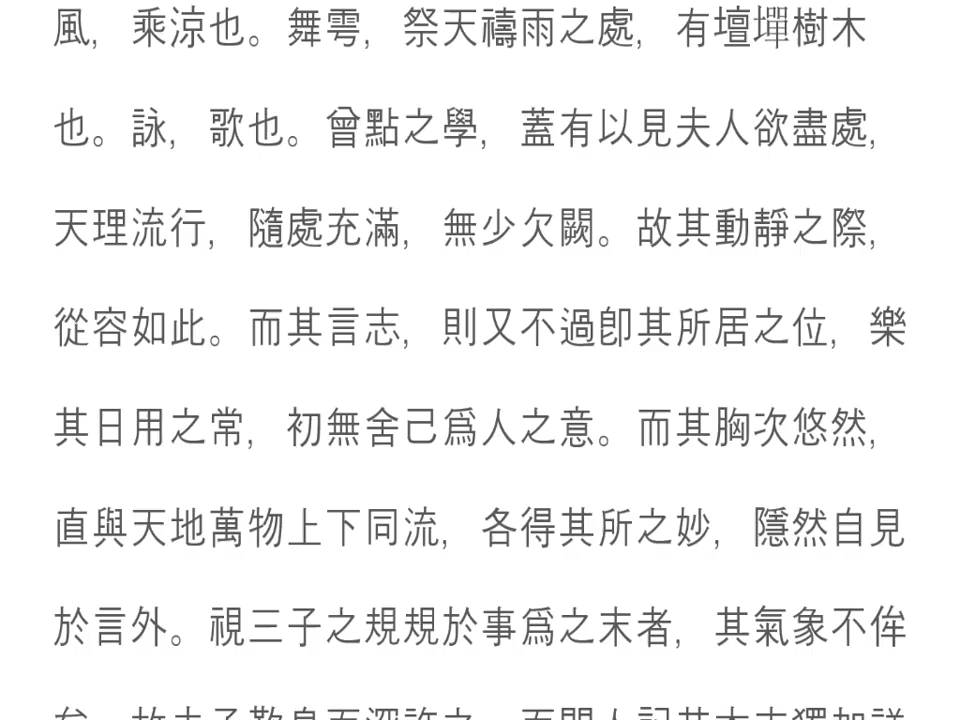 風，乘涼也。舞雩，祭天禱雨之處，有壇墠樹木
也。詠，歌也。曾點之學，蓋有以見夫人欲盡處，
天理流行，隨處充滿，無少欠闕。故其動靜之際，
從容如此。而其言志，則又不過卽其所居之位，樂
其日用之常，初無舍己爲人之意。而其胸次悠然，
直與天地萬物上下同流，各得其所之妙，隱然自見
於言外。視三子之規規於事爲之末者，其氣象不侔